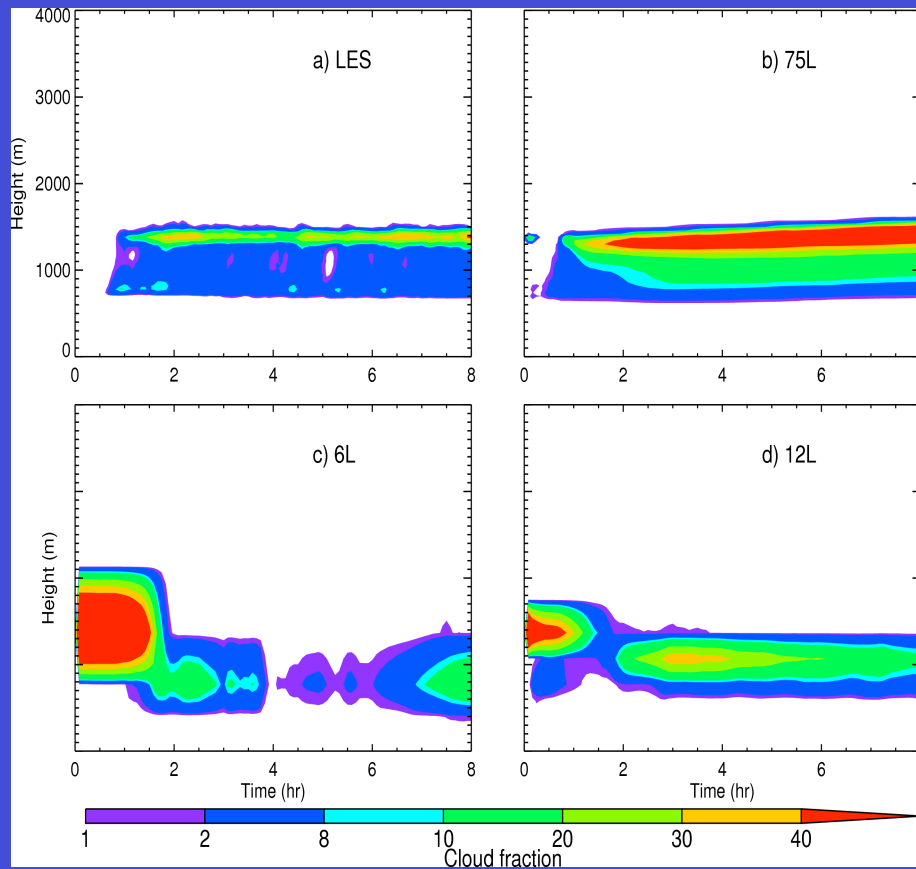 4000
3000
2000
1000
0
Height (m)
a) LES
0 2 4 6 8
b) 75L
0 2 4 6
Height (m)
c) 6L
0 2 4 6 8
Time (hr)
d) 12L
0 2 4 6
Time (hr)
1 2 8 10 20 30 40
Cloud fraction